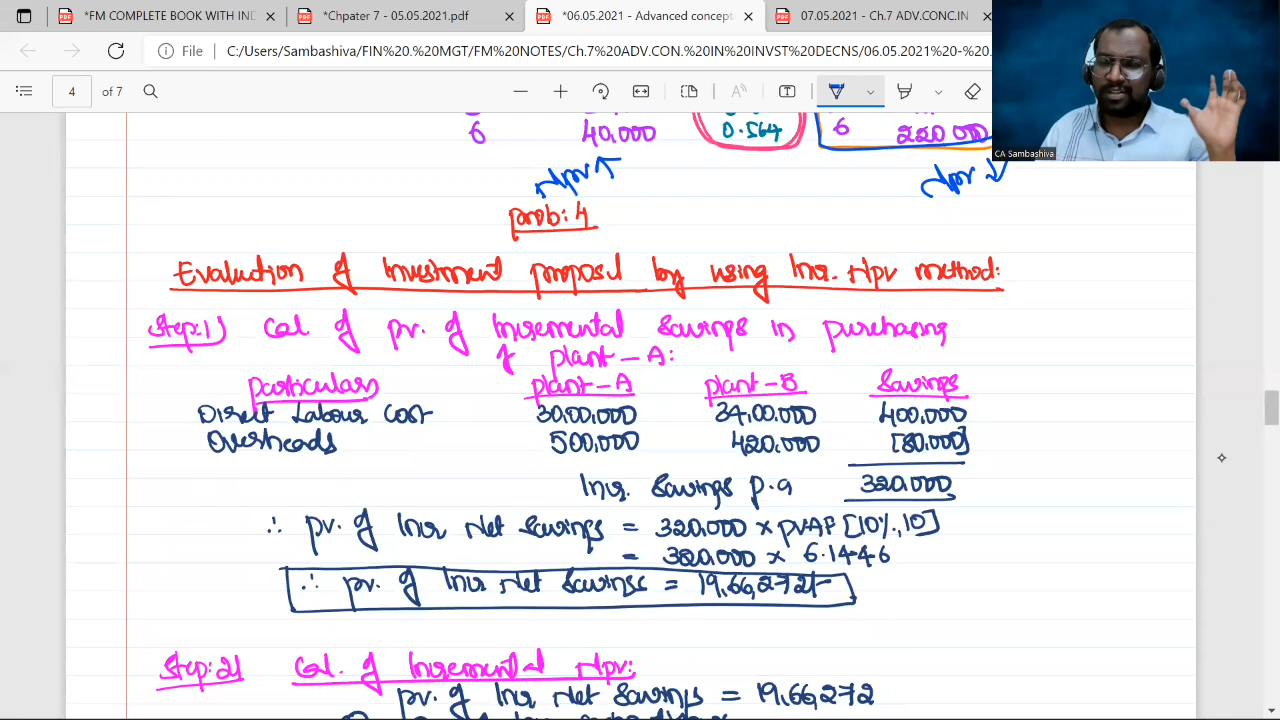 *FM COMPLETE BOOK WITH IND
*Chpater 7 - 05.05.2021.pdf
*06.05.2021 - Advanced concept
07.05.2021 - Ch.7 ADV.CONC.IN
File
C:/Users/Sambashiva/FIN%20.%20MGT/FM%20NOTES/Ch.7%20ADV.CON.%20IN%20INVST%20DECNS/06.05.2021%20-%20.
4 of 7
CA Sambashiva
6 40,000 0.564 6 220,000
NPV ↑ NPV ↓
prob: 4
Evaluation of Investment proposal by using Incr. NPV method:
Step:1) Cal of pv. of Incremental Savings in purchasing
of plant - A:
particulars plant - A plant - B Savings
Direct Labour Cost 30,00,000 34,00,000 400,000
Overheads 500,000 420,000 [80,000]
Incr. Savings p.a 320,000
∴ pv. of Incr Net Savings = 320,000 x PVAF [10%,10]
= 320,000 x 6.1446
∴ pv. of Incr Net Savings = 19,66,272/-
Step:2) Cal. of Incremental NPV:
pv. of Incr Net Savings = 19,66,272